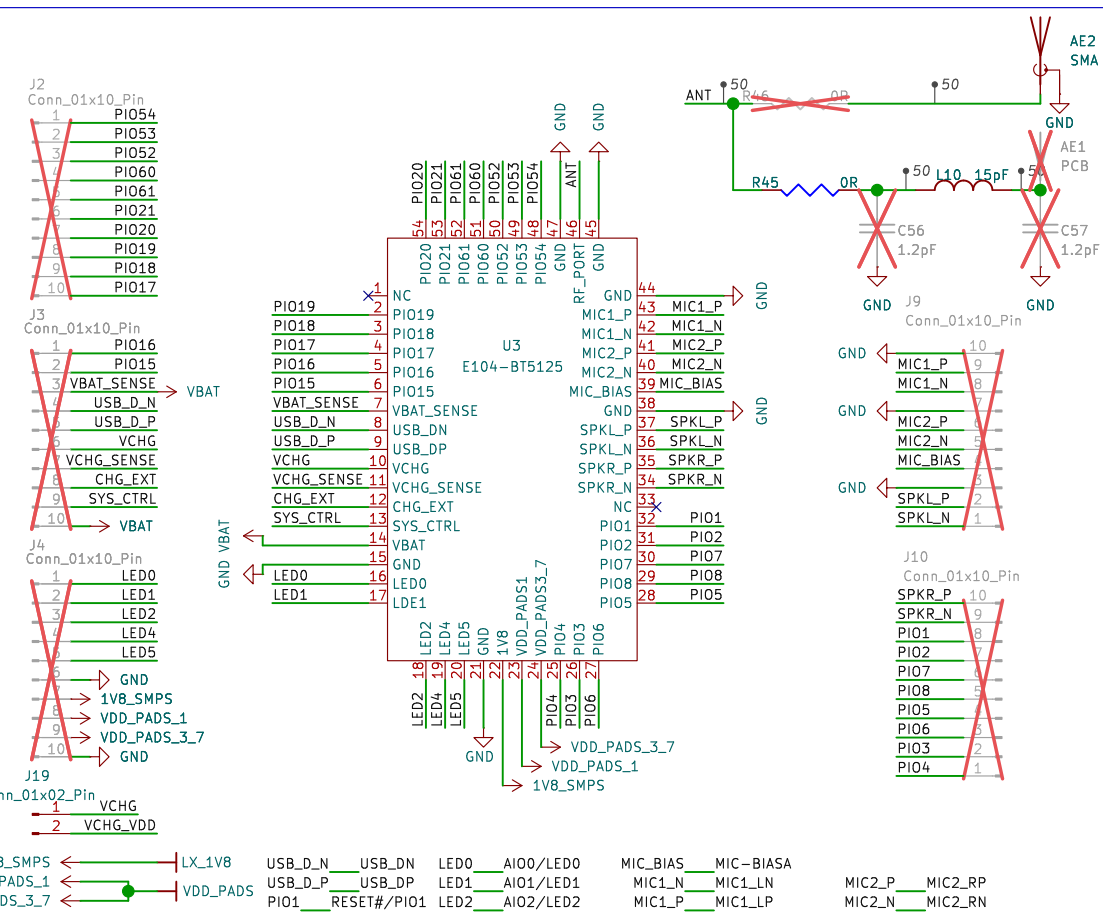 J2
Conn_01x10_Pin
1 PIO54
2 PIO53
3 PIO52
4 PIO60
5 PIO61
6 PIO21
7 PIO20
8 PIO19
9 PIO18
10 PIO17
J3
Conn_01x10_Pin
1 PIO16
2 PIO15
3 VBAT_SENSE VBAT
4 USB_D_N
5 USB_D_P
6 VCHG
7 VCHG_SENSE
8 CHG_EXT
9 SYS_CTRL
10 VBAT
J4
Conn_01x10_Pin
1 LED0
2 LED1
3 LED2
4 LED4
5 LED5
6 GND
7 1V8_SMPS
8 VDD_PADS_1
9 VDD_PADS_3_7
10 GND
J19
nn_01x02_Pin
1 VCHG
2 VCHG_VDD
PIO20 PIO21 PIO61 PIO60 PIO52 PIO53 PIO54 GND ANT GND
54 53 52 51 50 49 48 47 46 45
PIO20 PIO21 PIO61 PIO60 PIO52 PIO53 PIO54 GND RF_PORT GND
U3
E104-BT5125
1 NC
PIO19 2 PIO19
PIO18 3 PIO18
PIO17 4 PIO17
PIO16 5 PIO16
PIO15 6 PIO15
VBAT_SENSE 7 VBAT_SENSE
USB_D_N 8 USB_DN
USB_D_P 9 USB_DP
VCHG 10 VCHG
VCHG_SENSE 11 VCHG_SENSE
CHG_EXT 12 CHG_EXT
SYS_CTRL 13 SYS_CTRL
VBAT 14 VBAT
GND 15 GND
LED0 16 LED0
LED1 17 LDE1
GND 44 GND
MIC1_P 43 MIC1_P
MIC1_N 42 MIC1_N
MIC2_P 41 MIC2_P
MIC2_N 40 MIC2_N
MIC_BIAS 39 MIC_BIAS
GND 38 GND
SPKL_P 37 SPKL_P
SPKL_N 36 SPKL_N
SPKR_P 35 SPKR_P
SPKR_N 34 SPKR_N
NC 33
PIO1 32 PIO1
PIO2 31 PIO2
PIO7 30 PIO7
PIO8 29 PIO8
PIO5 28 PIO5
LED2 LED4 LED5 GND 1V8 VDD_PADS1 VDD_PADS3_7 PIO4 PIO3 PIO6
18 19 20 21 22 23 24 25 26 27
LED2 LED4 LED5 PIO4 PIO3 PIO6
GND
VDD_PADS_3_7
VDD_PADS_1
1V8_SMPS
AE2
SMA
ANT 50 R46 0R 50
GND
AE1
PCB
R45 0R 50 L10 15pF 50
C56
1.2pF
C57
1.2pF
GND GND
J9
Conn_01x10_Pin
GND 10
MIC1_P 9
MIC1_N 8
GND 7
MIC2_P 6
MIC2_N 5
MIC_BIAS 4
GND 3
SPKL_P 2
SPKL_N 1
J10
Conn_01x10_Pin
SPKR_P 10
SPKR_N 9
PIO1 8
PIO2 7
PIO7 6
PIO8 5
PIO5 4
PIO6 3
PIO3 2
PIO4 1
8_SMPS LX_1V8
PADS_1
VDD_PADS
DS_3_7
USB_D_N USB_DN LED0 AIO0/LED0 MIC_BIAS MIC-BIASA
USB_D_P USB_DP LED1 AIO1/LED1 MIC1_N MIC1_LN MIC2_P MIC2_RP
PIO1 RESET#/PIO1 LED2 AIO2/LED2 MIC1_P MIC1_LP MIC2_N MIC2_RN